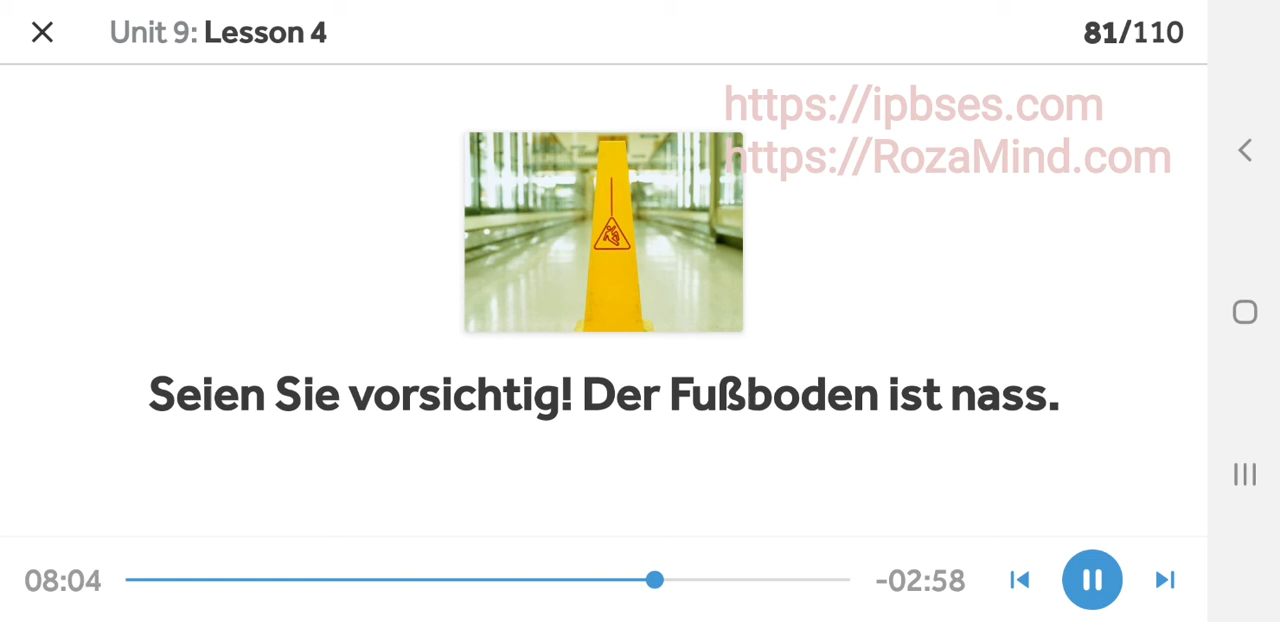 Unit 9: Lesson 4
81/110
https://ipbses.com
https://RozaMind.com
Seien Sie vorsichtig! Der Fußboden ist nass.
08:04
-02:58